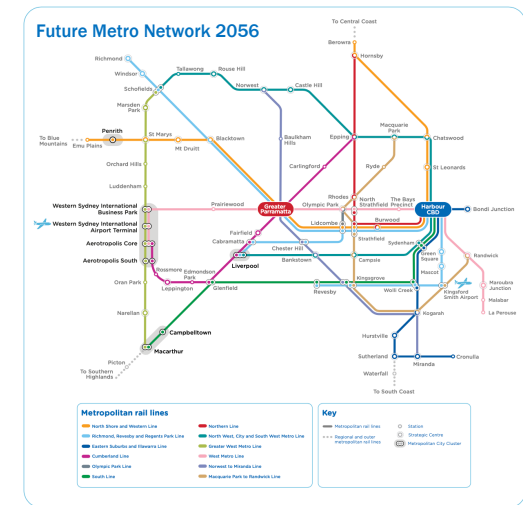 Future Metro Network 2056
To Central Coast
Berowra
Hornsby
Richmond
Windsor
Tallawong
Rouse Hill
Schofields
Norwest
Castle Hill
Marsden
Park
Macquarie
Park
Penrith
St Marys
Blacktown
Baulkham
Hills
Epping
Chatswood
To Blue
Mountains
Emu Plains
Mt Druitt
Ryde
Orchard Hills
Carlingford
St Leonards
Luddenham
Rhodes
Western Sydney International
Business Park
Prairiewood
Greater
Parramatta
Olympic Park
North
Strathfield
The Bays
Precinct
Harbour
CBD
Bondi Junction
Western Sydney International
Airport Terminal
Lidcombe
Burwood
Fairfield
Cabramatta
Strathfield
Sydenham
Aerotropolis Core
Chester Hill
Green
Square
Aerotropolis South
Liverpool
Bankstown
Campsie
Randwick
Rossmore
Edmondson
Park
Mascot
Oran Park
Leppington
Glenfield
Revesby
Kingsgrove
Wolli Creek
Kingsford
Smith Airport
Maroubra
Junction
Malabar
Narellan
Kogarah
La Perouse
Campbelltown
Hurstville
Macarthur
Sutherland
Cronulla
Picton
Miranda
To Southern
Highlands
Waterfall
To South Coast
Metropolitan rail lines
North Shore and Western Line
Richmond, Revesby and Regents Park Line
Eastern Suburbs and Illawarra Line
Cumberland Line
Olympic Park Line
South Line
Northern Line
North West, City and South West Metro Line
Greater West Metro Line
West Metro Line
Norwest to Miranda Line
Macquarie Park to Randwick Line
Key
Metropolitan rail lines
Regional and outer
metropolitan rail lines
Station
Strategic Centre
Metropolitan City Cluster